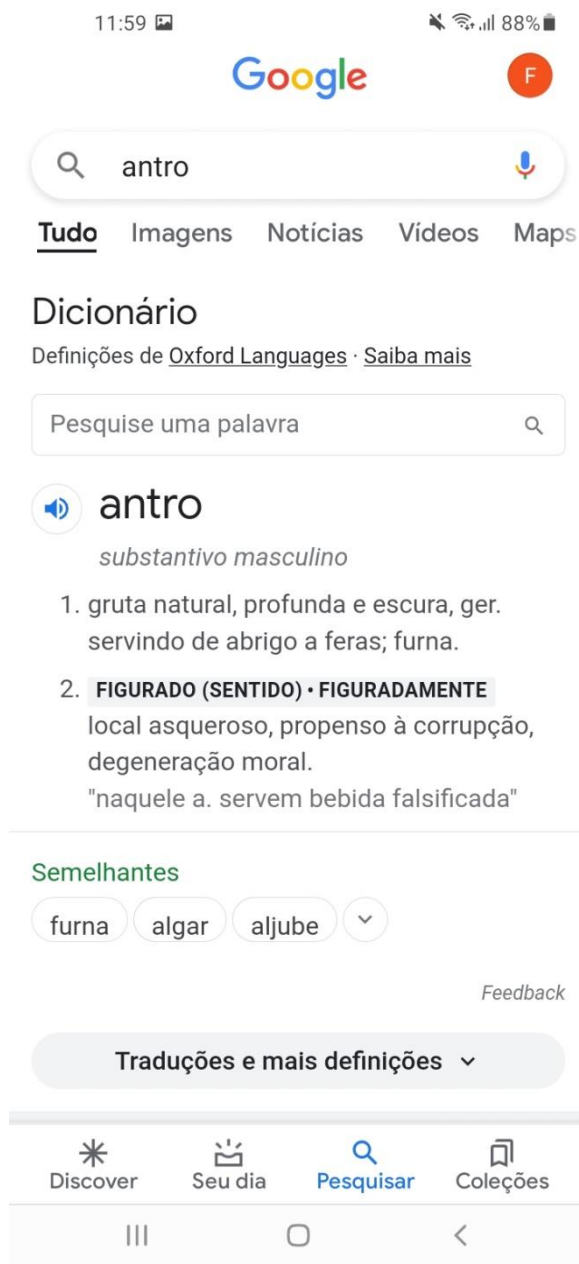 11:59 88%
Google
F
antro
Tudo Imagens Notícias Vídeos Maps
Dicionário
Definições de Oxford Languages · Saiba mais
Pesquise uma palavra
antro
substantivo masculino
1. gruta natural, profunda e escura, ger.
servindo de abrigo a feras; furna.
2. FIGURADO (SENTIDO) • FIGURADAMENTE
local asqueroso, propenso à corrupção,
degeneração moral.
"naquele a. servem bebida falsificada"
Semelhantes
furna algar aljube
Feedback
Traduções e mais definições
Discover Seu dia Pesquisar Coleções